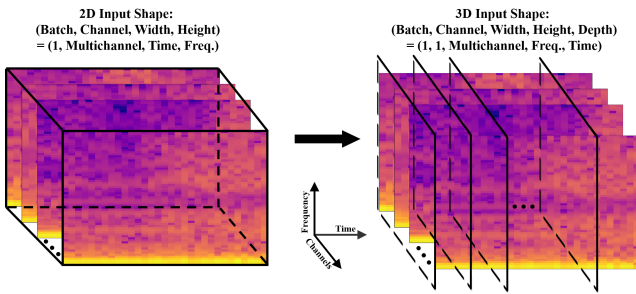 2D Input Shape:
(Batch, Channel, Width, Height)
= (1, Multichannel, Time, Freq.)
3D Input Shape:
(Batch, Channel, Width, Height, Depth)
= (1, 1, Multichannel, Freq., Time)
Frequency
Time
Channels